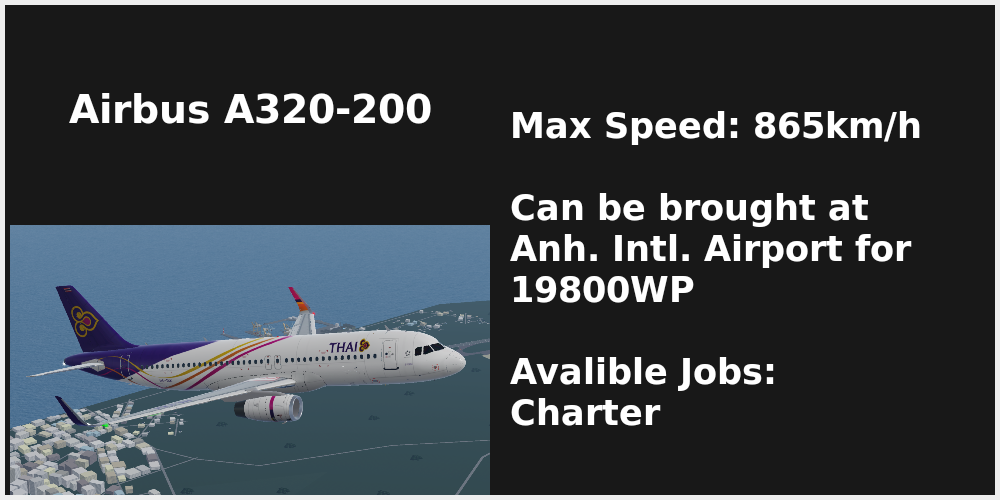 Airbus A320-200
Max Speed: 865km/h
Can be brought at
Anh. Intl. Airport for
19800WP
Avalible Jobs:
Charter
THAI